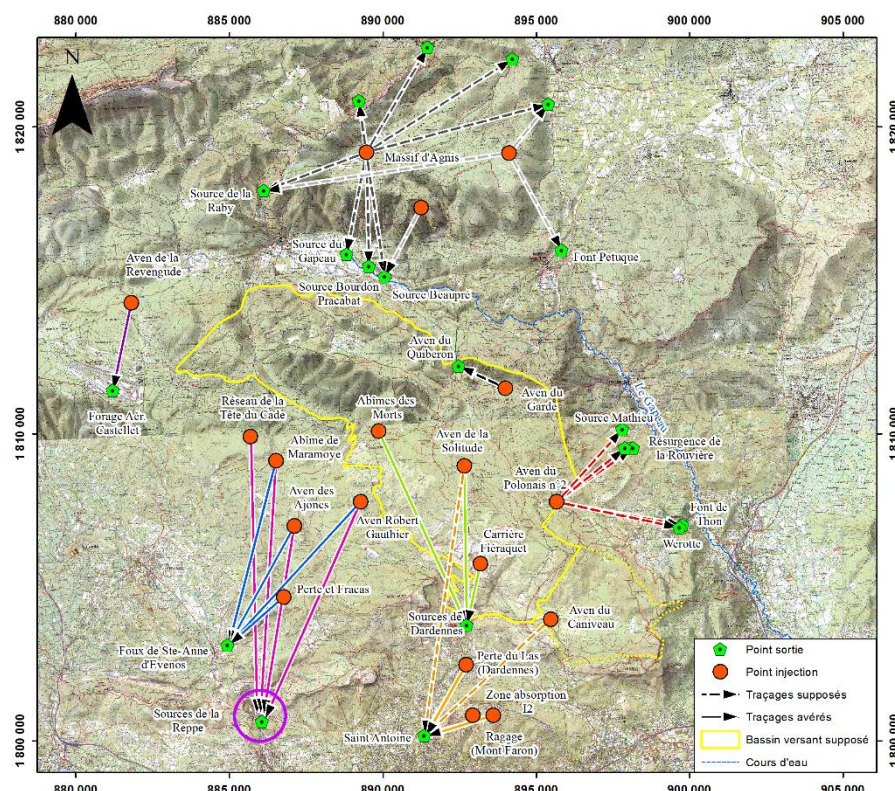 880 000
885 000
890 000
895 000
900 000
905 000
N
1 820 000
1 820 000
Massif d'Agnis
Source de la
Raby
Source du
Gapeau
Font Petuque
Aven de la
Revengude
Source Bourdon
Pracabat
Source Beaupré
Aven du
Quiberon
Le Gapeau
Forage Aér.
Castellet
Réseau de la
Tête du Cade
Abîmes des
Morts
Aven du
Garde
Source Mathieu
1 810 000
1 810 000
Abîme de
Maramoye
Aven de la
Solitude
Résurgence de
la Rouvière
Aven du
Polonais n°2
Aven des
Ajoncs
Aven Robert
Gauthier
Font de
Thon
Werotte
Carrière
Fiéraquet
Perte et Fracas
Sources de
Dardennes
Aven du
Caniveau
Foux de Ste-Anne
d'Evenos
Perte du Las
(Dardennes)
Sources de la
Reppe
Zone absorption
I2
Saint Antoine
Ragage
(Mont Faron)
1 800 000
1 800 000
Point sortie
Point injection
Traçages supposés
Traçages avérés
Bassin versant supposé
Cours d'eau
880 000
885 000
890 000
895 000
900 000
905 000